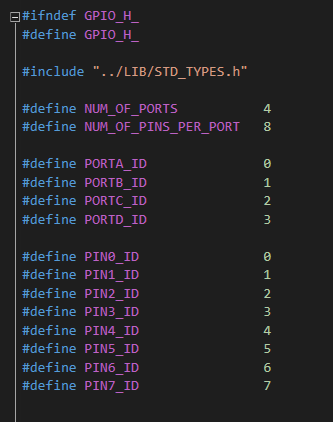 #ifndef GPIO_H_
#define GPIO_H_
#include "../LIB/STD_TYPES.h"
#define NUM_OF_PORTS 4
#define NUM_OF_PINS_PER_PORT 8
#define PORTA_ID 0
#define PORTB_ID 1
#define PORTC_ID 2
#define PORTD_ID 3
#define PIN0_ID 0
#define PIN1_ID 1
#define PIN2_ID 2
#define PIN3_ID 3
#define PIN4_ID 4
#define PIN5_ID 5
#define PIN6_ID 6
#define PIN7_ID 7